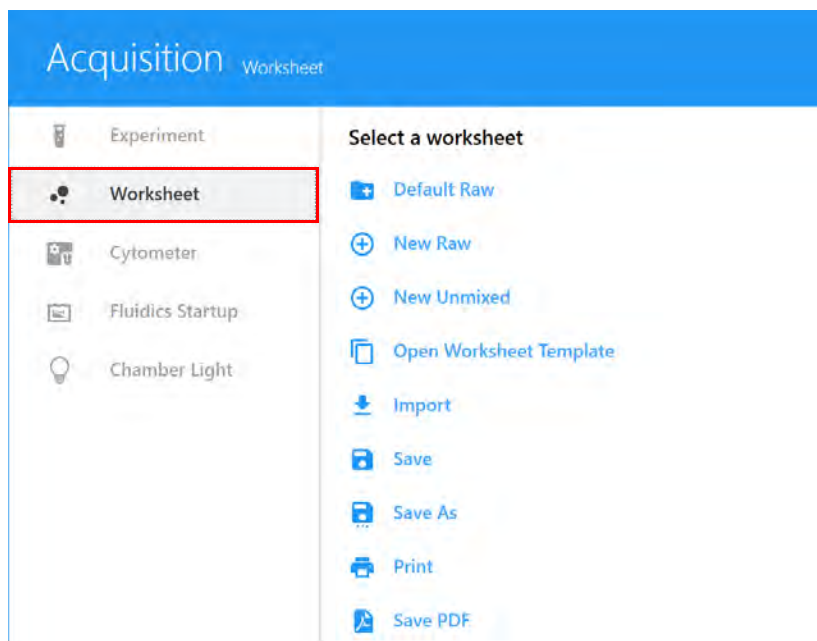 Acquisition Worksheet
Experiment
Worksheet
Cytometer
Fluidics Startup
Chamber Light
Select a worksheet
Default Raw
New Raw
New Unmixed
Open Worksheet Template
Import
Save
Save As
Print
Save PDF